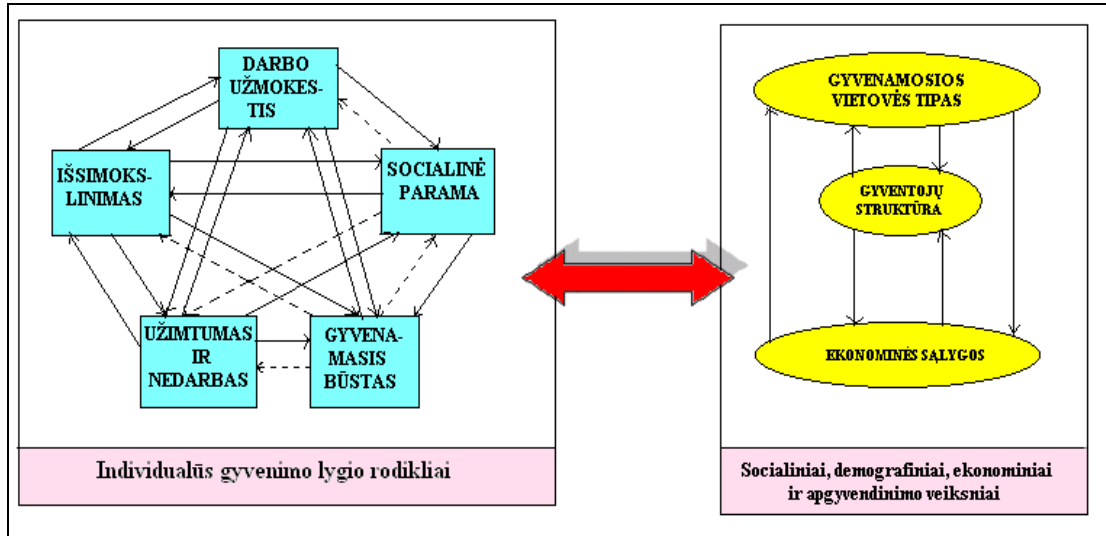 DARBO
UŽMOKES-
TIS
IŠSIMOKS-
LINIMAS
SOCIALINĖ
PARAMA
UŽIMTUMAS
IR
NEDARBAS
GYVENA-
MASIS
BŪSTAS
Individualūs gyvenimo lygio rodikliai
GYVENAMOSIOS
VIETOVĖS TIPAS
GYVENTOJŲ
STRUKTŪRA
EKONOMINĖS SĄLYGOS
Socialiniai, demografiniai, ekonominiai
ir apgyvendinimo veiksniai